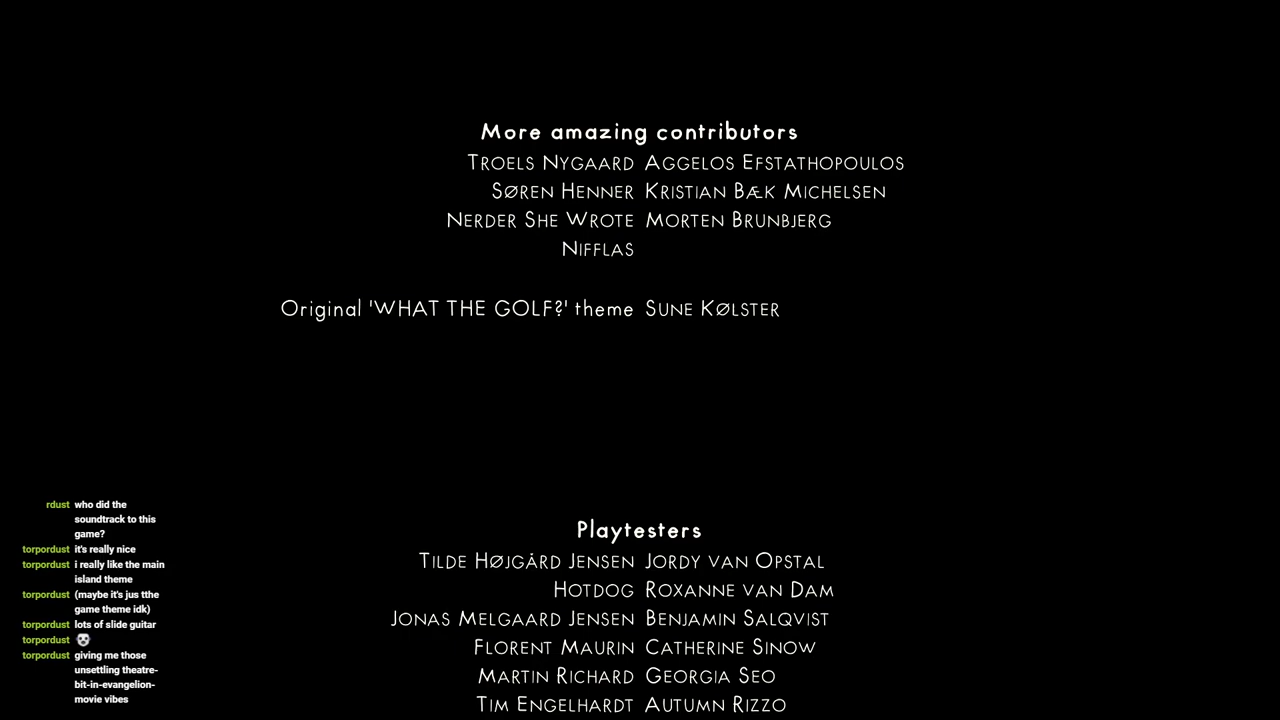 More amazing contributors
Troels Nygaard Aggelos Efstathopoulos
Søren Henner Kristian Bæk Michelsen
Nerder She Wrote Morten Brunbjerg
Nifflas
Original 'WHAT THE GOLF?' theme Sune Kølster
Playtesters
Tilde Højgård Jensen Jordy van Opstal
Hotdog Roxanne van Dam
Jonas Melgaard Jensen Benjamin Salqvist
Florent Maurin Catherine Sinow
Martin Richard Georgia Seo
Tim Engelhardt Autumn Rizzo
rdust who did the
soundtrack to this
game?
torpordust it's really nice
torpordust i really like the main
island theme
torpordust (maybe it's jus tthe
game theme idk)
torpordust lots of slide guitar
torpordust
torpordust giving me those
unsettling theatre-
bit-in-evangelion-
movie vibes